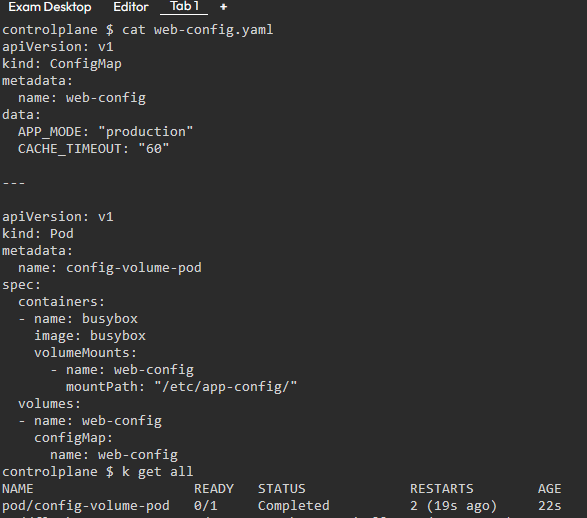 Exam Desktop Editor Tab 1 +
controlplane $ cat web-config.yaml
apiVersion: v1
kind: ConfigMap
metadata:
  name: web-config
data:
  APP_MODE: "production"
  CACHE_TIMEOUT: "60"

---

apiVersion: v1
kind: Pod
metadata:
  name: config-volume-pod
spec:
  containers:
  - name: busybox
    image: busybox
    volumeMounts:
      - name: web-config
        mountPath: "/etc/app-config/"
  volumes:
  - name: web-config
    configMap:
      name: web-config
controlplane $ k get all
NAME                    READY   STATUS             RESTARTS      AGE
pod/config-volume-pod   0/1     Completed          2 (19s ago)   22s